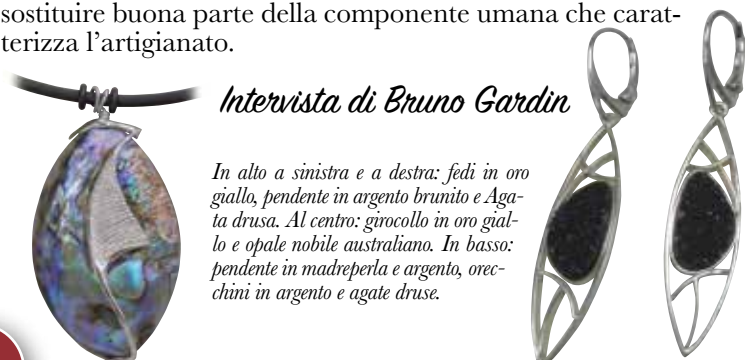 sostituire buona parte della componente umana che carat-
terizza l’artigianato.
Intervista di Bruno Gardin
In alto a sinistra e a destra: fedi in oro
giallo, pendente in argento brunito e Aga-
ta drusa. Al centro: girocollo in oro gial-
lo e opale nobile australiano. In basso:
pendente in madreperla e argento, orec-
chini in argento e agate druse.